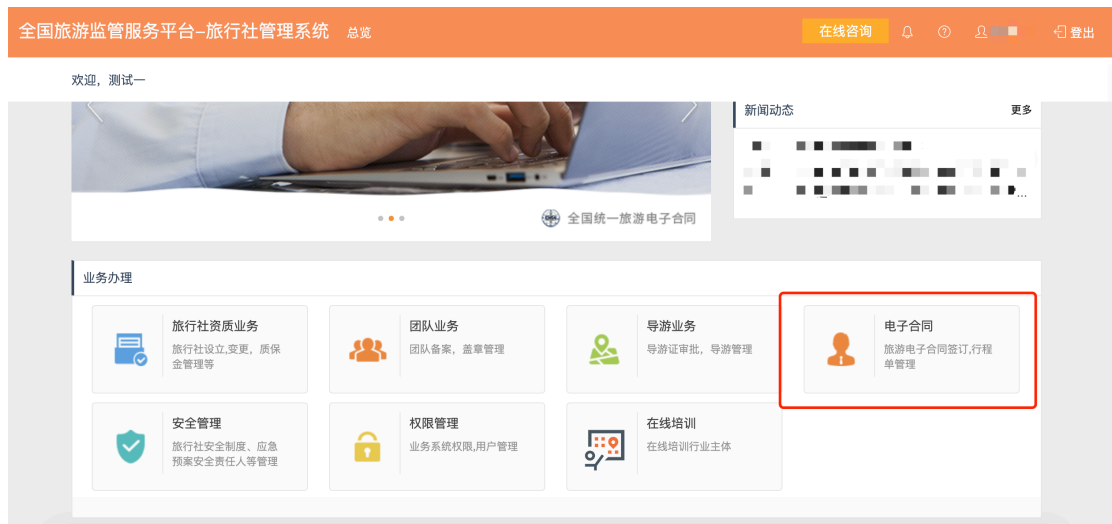 全国旅游监管服务平台–旅行社管理系统 总览 在线咨询 登出
欢迎，测试一
新闻动态 更多
全国统一旅游电子合同
业务办理
旅行社资质业务
旅行社设立,变更，质保
金管理等
团队业务
团队备案，盖章管理
导游业务
导游证审批，导游管理
电子合同
旅游电子合同签订,行程
单管理
安全管理
旅行社安全制度、应急
预案安全责任人等管理
权限管理
业务系统权限,用户管理
在线培训
在线培训行业主体